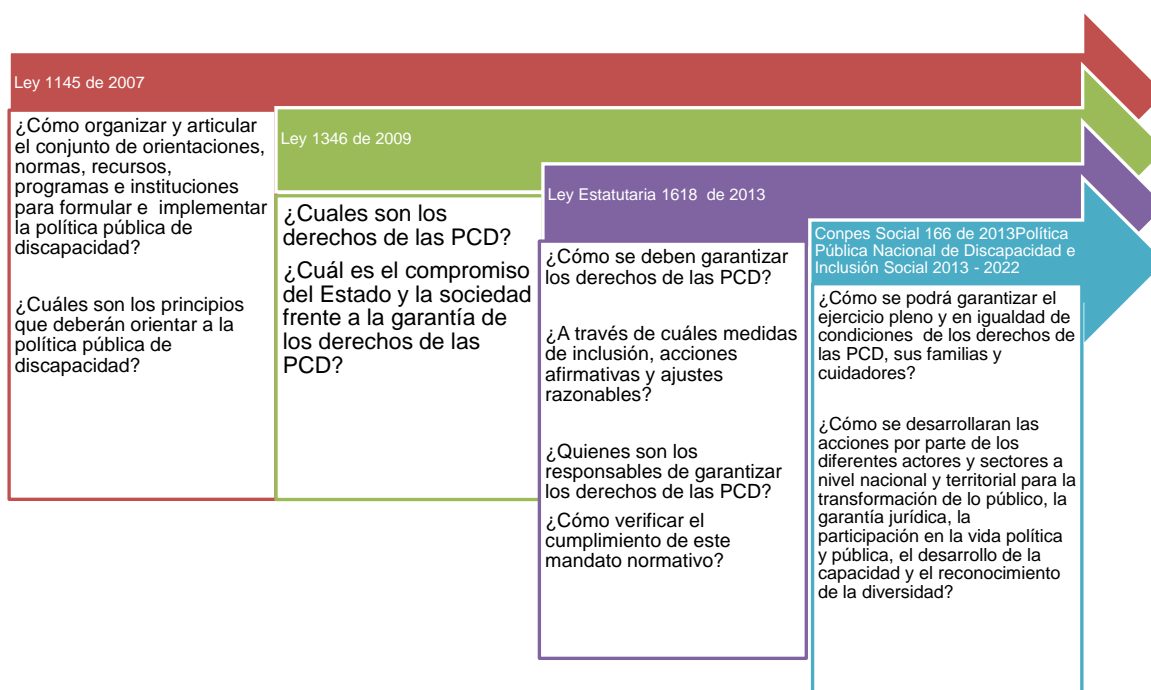 Ley 1145 de 2007
¿Cómo organizar y articular
el conjunto de orientaciones,
normas, recursos,
programas e instituciones
para formular e implementar
la política pública de
discapacidad?
¿Cuáles son los principios
que deberán orientar a la
política pública de
discapacidad?
Ley 1346 de 2009
¿Cuales son los
derechos de las PCD?
¿Cuál es el compromiso
del Estado y la sociedad
frente a la garantía de
los derechos de las
PCD?
Ley Estatutaria 1618 de 2013
¿Cómo se deben garantizar
los derechos de las PCD?
¿A través de cuáles medidas
de inclusión, acciones
afirmativas y ajustes
razonables?
¿Quienes son los
responsables de garantizar
los derechos de las PCD?
¿Cómo verificar el
cumplimiento de este
mandato normativo?
Conpes Social 166 de 2013Política
Pública Nacional de Discapacidad e
Inclusión Social 2013 - 2022
¿Cómo se podrá garantizar el
ejercicio pleno y en igualdad de
condiciones de los derechos de
las PCD, sus familias y
cuidadores?
¿Cómo se desarrollaran las
acciones por parte de los
diferentes actores y sectores a
nivel nacional y territorial para la
transformación de lo público, la
garantía jurídica, la
participación en la vida política
y pública, el desarrollo de la
capacidad y el reconocimiento
de la diversidad?